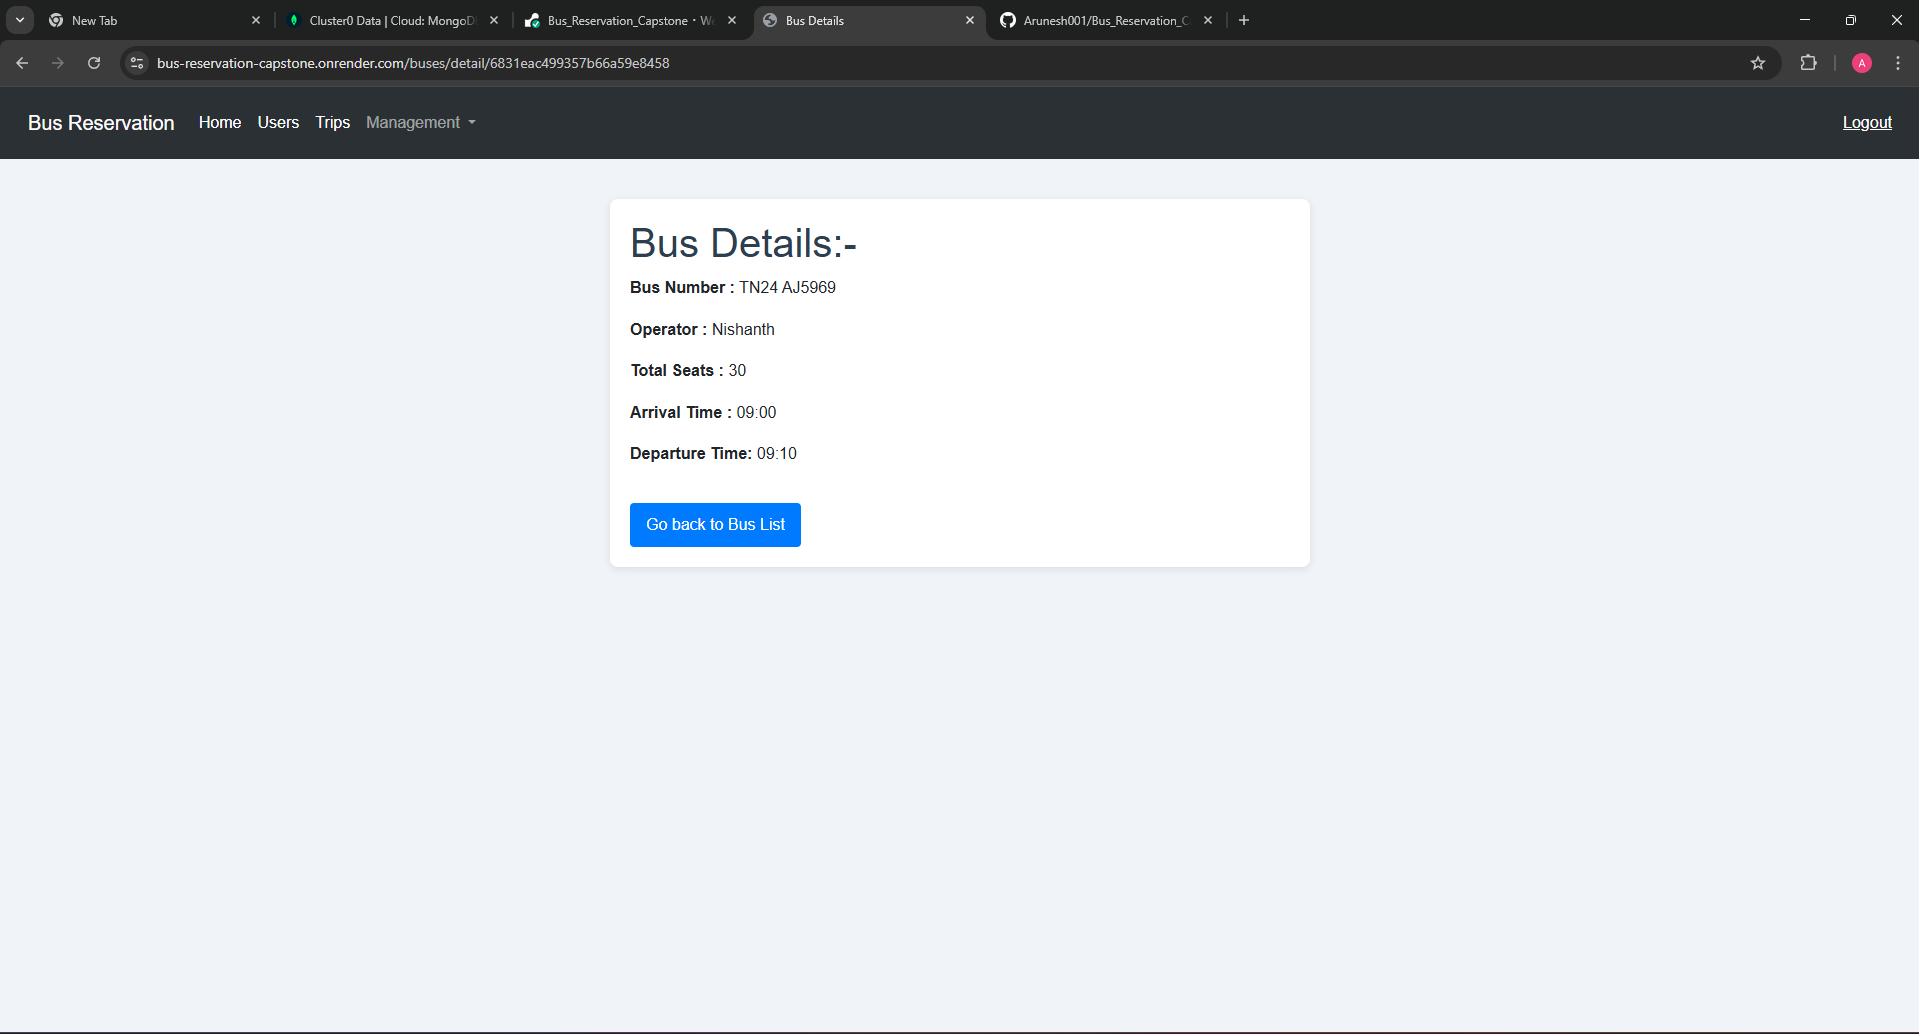 New Tab
Cluster0 Data | Cloud: MongoD
Bus_Reservation_Capstone · We
Bus Details
Arunesh001/Bus_Reservation_C
bus-reservation-capstone.onrender.com/buses/detail/6831eac499357b66a59e8458
A
Bus Reservation
Home
Users
Trips
Management
Logout
Bus Details:-
Bus Number : TN24 AJ5969
Operator : Nishanth
Total Seats : 30
Arrival Time : 09:00
Departure Time: 09:10
Go back to Bus List